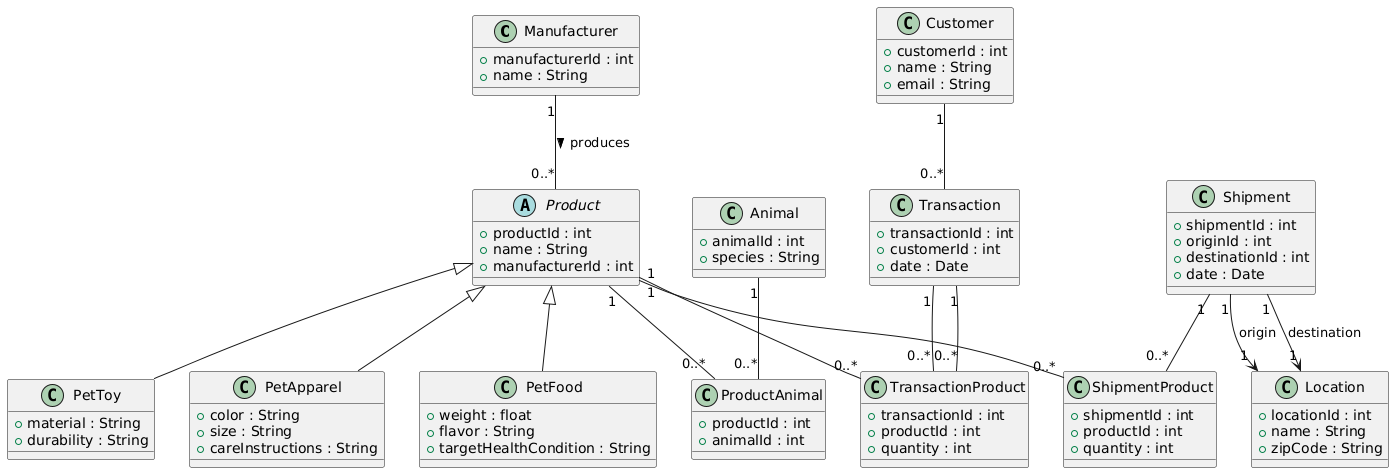 C Manufacturer
manufacturerId : int
name : String
C Customer
customerId : int
name : String
email : String
1
produces
0..*
1
0..*
A Product
productId : int
name : String
manufacturerId : int
C Animal
animalId : int
species : String
C Transaction
transactionId : int
customerId : int
date : Date
C Shipment
shipmentId : int
originId : int
destinationId : int
date : Date
1
1
1
1
1
1
1
1
1
origin
destination
0..*
0..*
0..*
0..*
0..*
0..*
0..*
1
1
C PetToy
material : String
durability : String
C PetApparel
color : String
size : String
careInstructions : String
C PetFood
weight : float
flavor : String
targetHealthCondition : String
C ProductAnimal
productId : int
animalId : int
C TransactionProduct
transactionId : int
productId : int
quantity : int
C ShipmentProduct
shipmentId : int
productId : int
quantity : int
C Location
locationId : int
name : String
zipCode : String